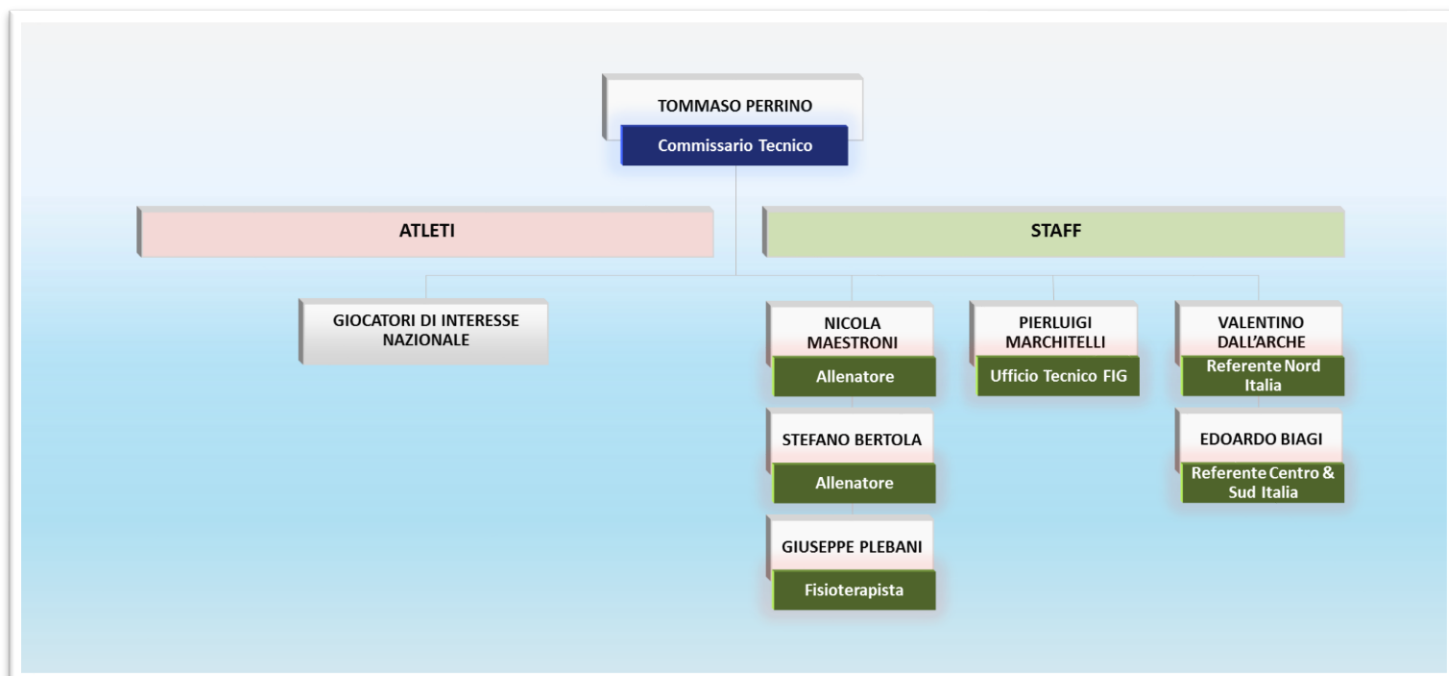 TOMMASO PERRINO
Commissario Tecnico
ATLETI
STAFF
GIOCATORI DI INTERESSE
NAZIONALE
NICOLA
MAESTRONI
Allenatore
PIERLUIGI
MARCHITELLI
Ufficio Tecnico FIG
VALENTINO
DALL’ARCHE
Referente Nord
Italia
STEFANO BERTOLA
Allenatore
EDOARDO BIAGI
Referente Centro &
Sud Italia
GIUSEPPE PLEBANI
Fisioterapista